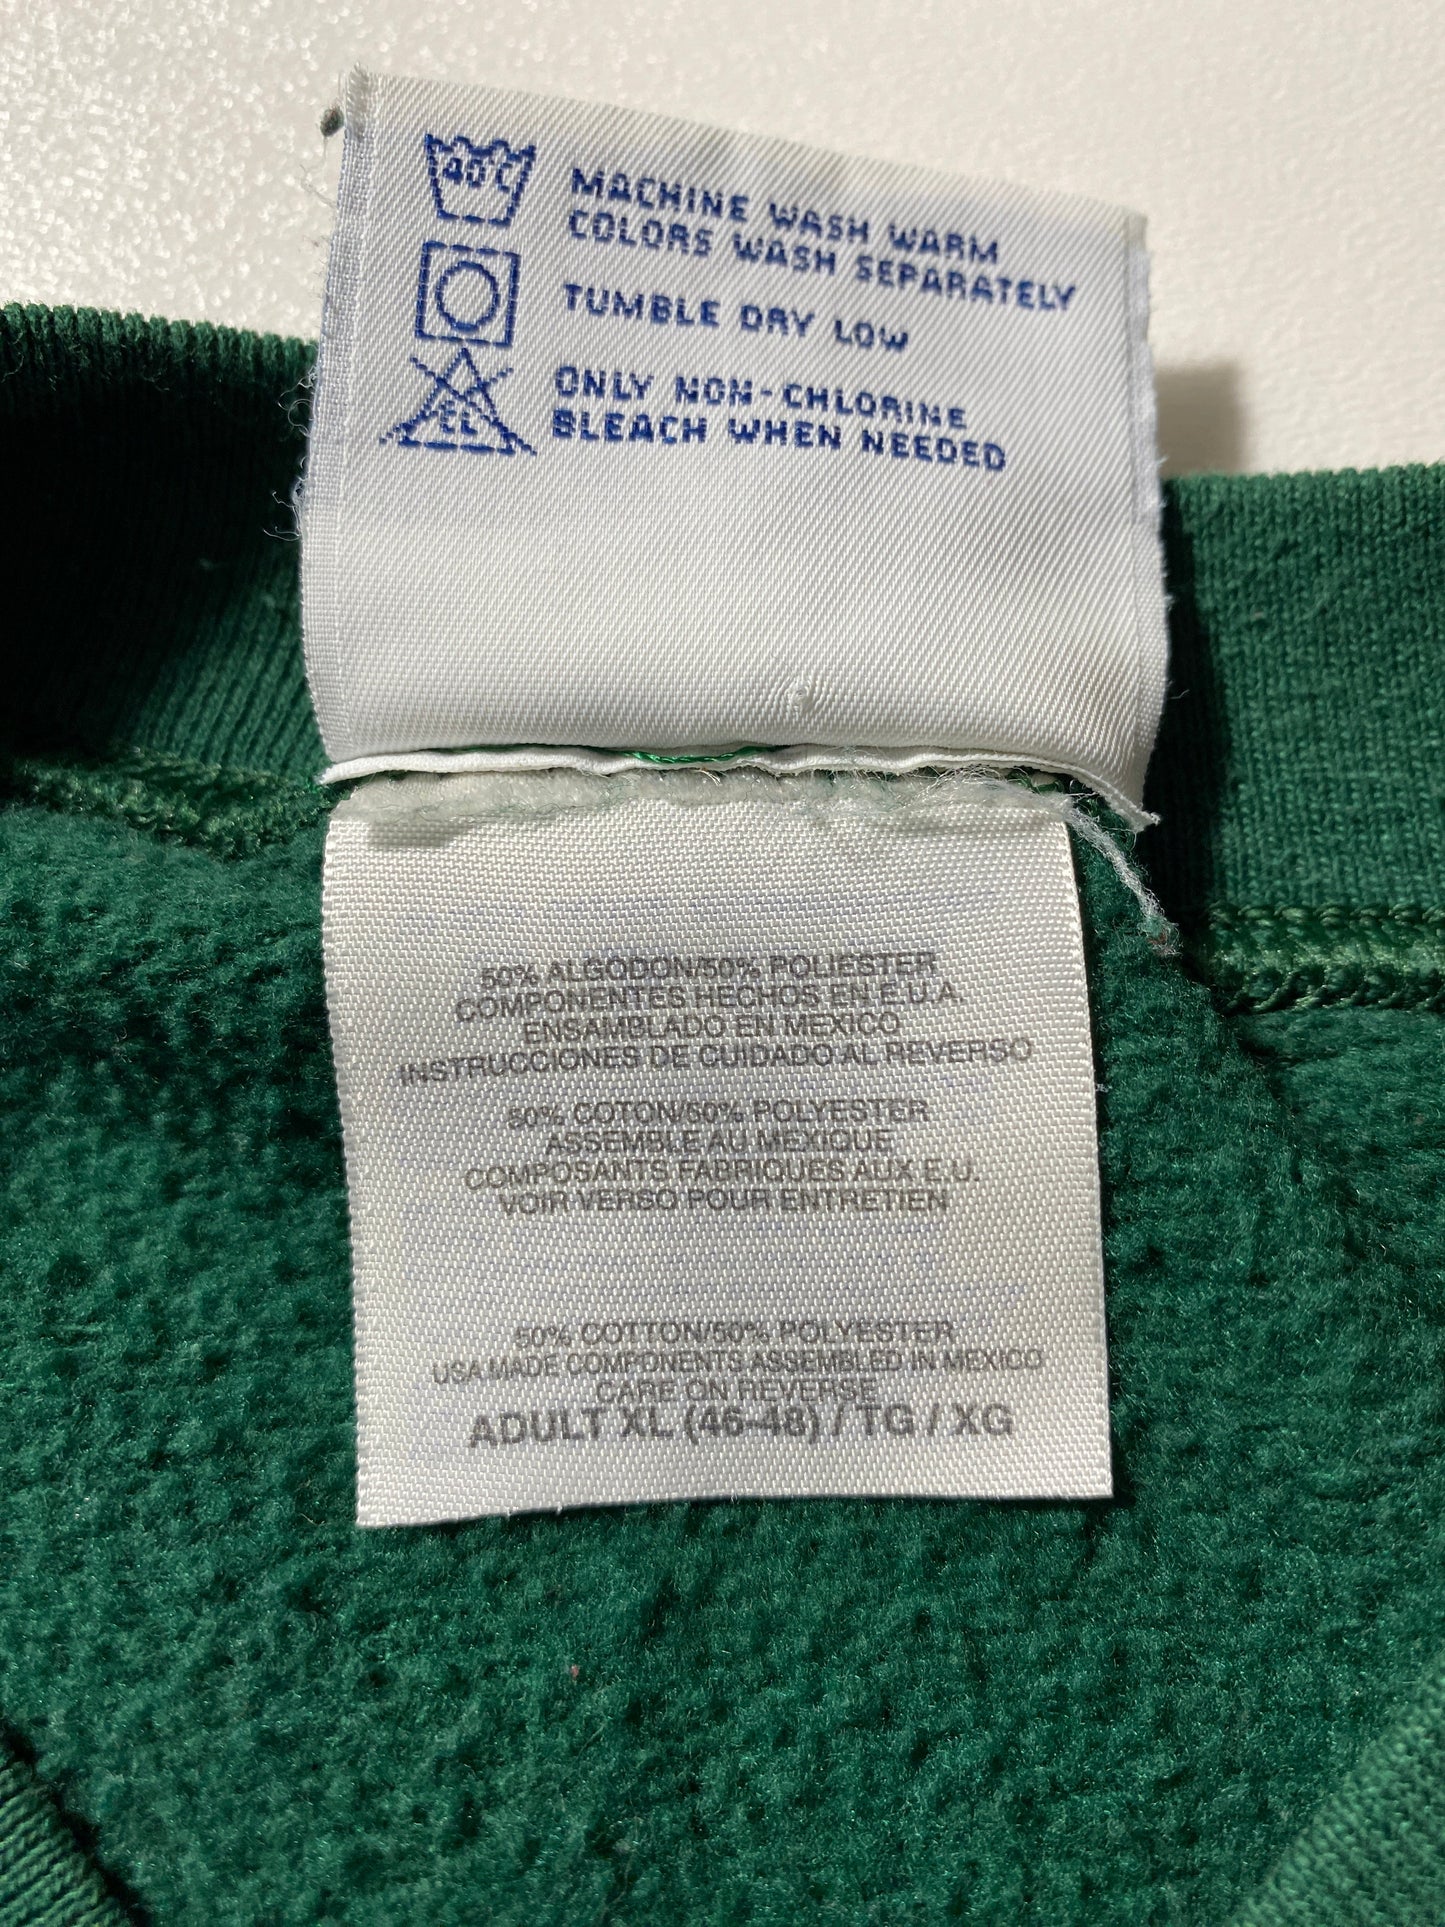 40°C
MACHINE WASH WARM
COLORS WASH SEPARATELY
TUMBLE DRY LOW
ONLY NON-CHLORINE
BLEACH WHEN NEEDED
50% ALGODON/50% POLIESTER
COMPONENTES HECHOS EN E.U.A.
ENSAMBLADO EN MEXICO
INSTRUCCIONES DE CUIDADO AL REVERSO
50% COTON/50% POLYESTER
ASSEMBLE AU MEXIQUE
COMPOSANTS FABRIQUES AUX E.U.
VOIR VERSO POUR ENTRETIEN
50% COTTON/50% POLYESTER
USA MADE COMPONENTS ASSEMBLED IN MEXICO
CARE ON REVERSE
ADULT XL (46-48) / TG / XG